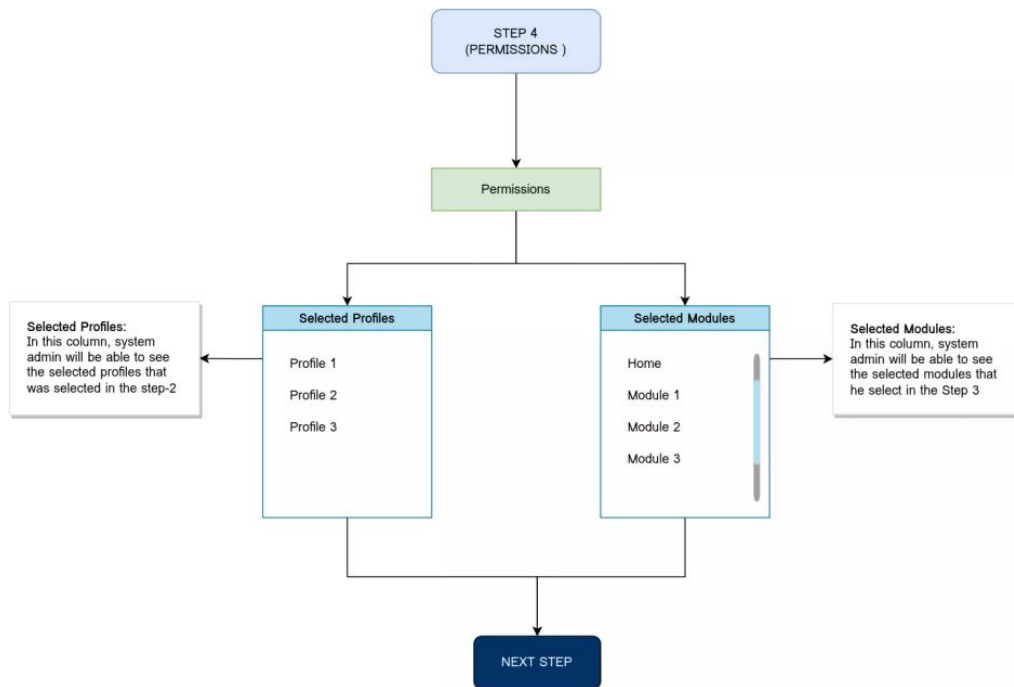 STEP 4
(PERMISSIONS )
Permissions
Selected Profiles:
In this column, system
admin will be able to see
the selected profiles that
was selected in the step-2
Selected Profiles
Profile 1
Profile 2
Profile 3
Selected Modules
Home
Module 1
Module 2
Module 3
Selected Modules:
In this column, system
admin will be able to see
the selected modules that
he select in the Step 3
NEXT STEP